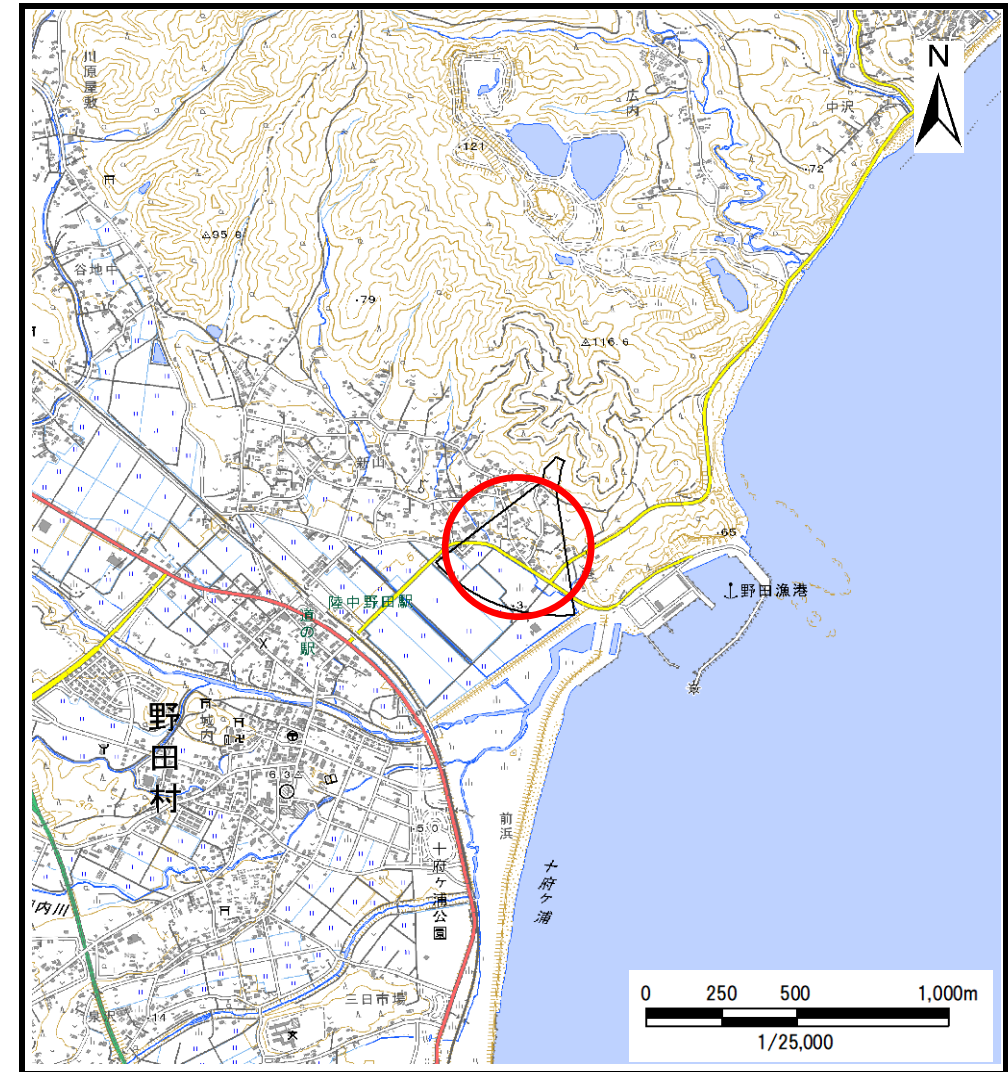 N
川原屋敷
広内
中沢
・121
・72
△95.6
谷地中
・79
△116.6
新山
・65
野田漁港
・3
陸中野田駅
道の駅
野田村
城内
6.3△
・5.0
前浜
十府ヶ浦公園
十府ヶ浦
内川
三日市場
泉沢
・14
0 250 500 1,000m
1/25,000